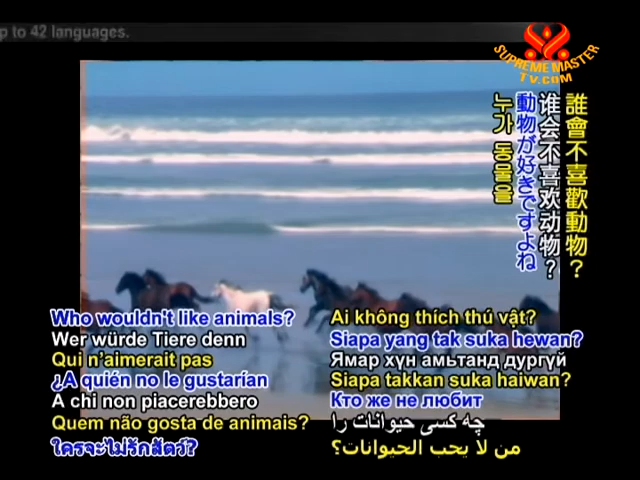 p to 42 languages.
SUPREME MASTER
TV.COM
誰會不喜歡動物？
谁会不喜欢动物？
動物が好きですよね
누가 동물을
Who wouldn't like animals?
Wer würde Tiere denn
Qui n'aimerait pas
¿A quién no le gustarían
A chi non piacerebbero
Quem não gosta de animais?
ใครจะไม่รักสัตว์?
Ai không thích thú vật?
Siapa yang tak suka hewan?
Ямар хүн амьтанд дургүй
Siapa takkan suka haiwan?
Кто же не любит
چه کسی حیوانات را
من لا يحب الحيوانات؟